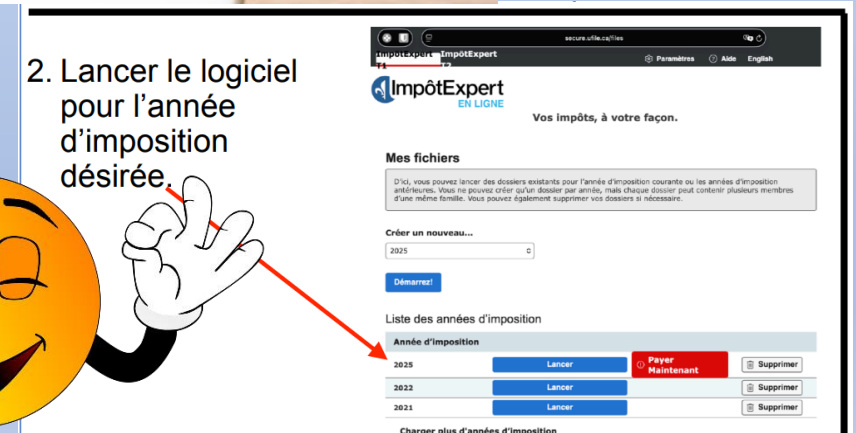 2. Lancer le logiciel
pour l'année
d'imposition
désirée.
secure.ufile.ca/files
ImpôtExpert T1
ImpôtExpert T2
Paramètres
Aide
English
ImpôtExpert
EN LIGNE
Vos impôts, à votre façon.
Mes fichiers
D'ici, vous pouvez lancer des dossiers existants pour l'année d'imposition courante ou les années d'imposition
antérieures. Vous ne pouvez créer qu'un dossier par année, mais chaque dossier peut contenir plusieurs membres
d'une même famille. Vous pouvez également supprimer vos dossiers si nécessaire.
Créer un nouveau...
2025
Démarrez!
Liste des années d'imposition
Année d'imposition
2025 Lancer Payer Maintenant Supprimer
2022 Lancer Supprimer
2021 Lancer Supprimer
Charger plus d'années d'imposition